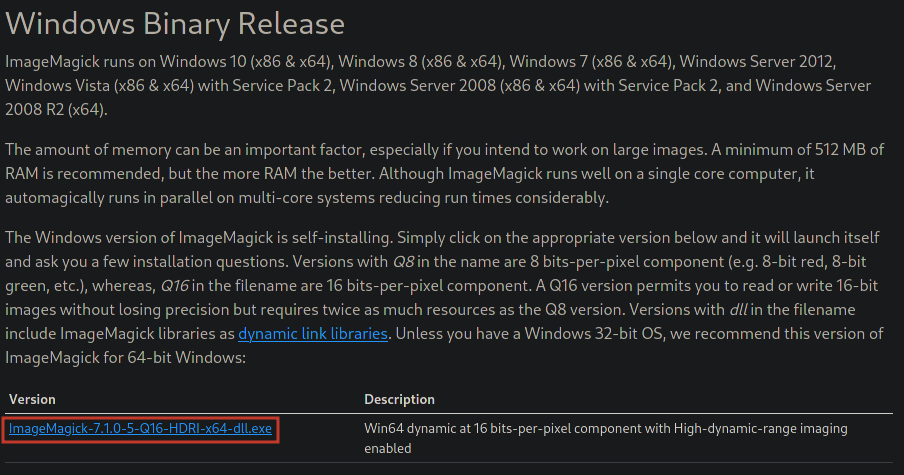 Windows Binary Release
ImageMagick runs on Windows 10 (x86 & x64), Windows 8 (x86 & x64), Windows 7 (x86 & x64), Windows Server 2012,
Windows Vista (x86 & x64) with Service Pack 2, Windows Server 2008 (x86 & x64) with Service Pack 2, and Windows Server
2008 R2 (x64).
The amount of memory can be an important factor, especially if you intend to work on large images. A minimum of 512 MB of
RAM is recommended, but the more RAM the better. Although ImageMagick runs well on a single core computer, it
automagically runs in parallel on multi-core systems reducing run times considerably.
The Windows version of ImageMagick is self-installing. Simply click on the appropriate version below and it will launch itself
and ask you a few installation questions. Versions with Q8 in the name are 8 bits-per-pixel component (e.g. 8-bit red, 8-bit
green, etc.), whereas, Q16 in the filename are 16 bits-per-pixel component. A Q16 version permits you to read or write 16-bit
images without losing precision but requires twice as much resources as the Q8 version. Versions with dll in the filename
include ImageMagick libraries as dynamic link libraries. Unless you have a Windows 32-bit OS, we recommend this version of
ImageMagick for 64-bit Windows:
Version Description
ImageMagick-7.1.0-5-Q16-HDRI-x64-dll.exe Win64 dynamic at 16 bits-per-pixel component with High-dynamic-range imaging
enabled